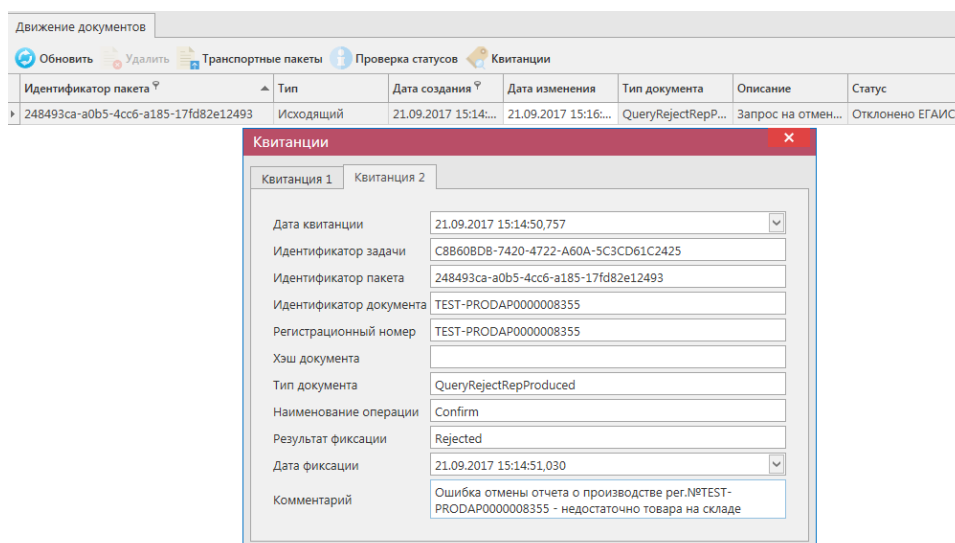 Движение документов
Обновить Удалить Транспортные пакеты Проверка статусов Квитанции
Идентификатор пакета Тип Дата создания Дата изменения Тип документа Описание Статус
248493ca-a0b5-4cc6-a185-17fd82e12493 Исходящий 21.09.2017 15:14:... 21.09.2017 15:16:... QueryRejectRepP... Запрос на отмен... Отклонено ЕГАИС
Квитанции
Квитанция 1 Квитанция 2
Дата квитанции 21.09.2017 15:14:50,757
Идентификатор задачи C8B60BDB-7420-4722-A60A-5C3CD61C2425
Идентификатор пакета 248493ca-a0b5-4cc6-a185-17fd82e12493
Идентификатор документа TEST-PRODAP0000008355
Регистрационный номер TEST-PRODAP0000008355
Хэш документа
Тип документа QueryRejectRepProduced
Наименование операции Confirm
Результат фиксации Rejected
Дата фиксации 21.09.2017 15:14:51,030
Комментарий Ошибка отмены отчета о производстве рег.№TEST-
PRODAP0000008355 - недостаточно товара на складе